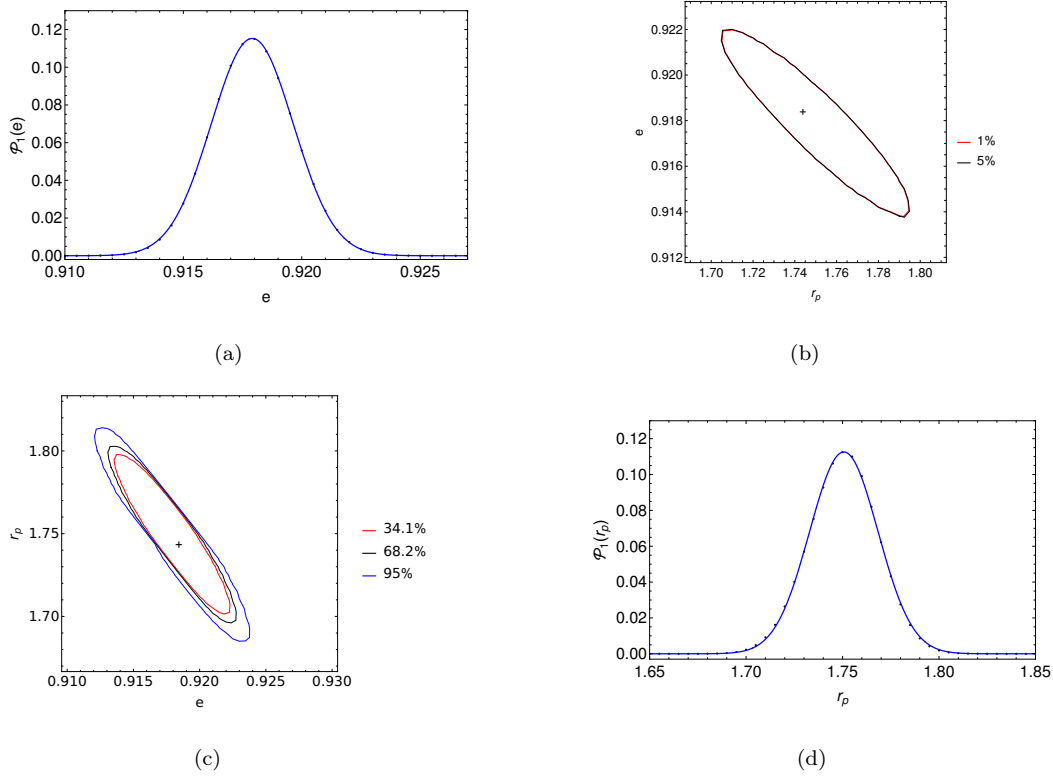 0.12
0.10
0.08
0.06
0.04
0.02
0.00
𝒫₁(e)
0.910 0.915 0.920 0.925
e
(a)
0.922
0.920
0.918
0.916
0.914
0.912
e
1%
5%
1.70 1.72 1.74 1.76 1.78 1.80
r_p
(b)
1.80
1.75
1.70
r_p
34.1%
68.2%
95%
0.910 0.915 0.920 0.925 0.930
e
(c)
0.12
0.10
0.08
0.06
0.04
0.02
0.00
𝒫₁(r_p)
1.65 1.70 1.75 1.80 1.85
r_p
(d)